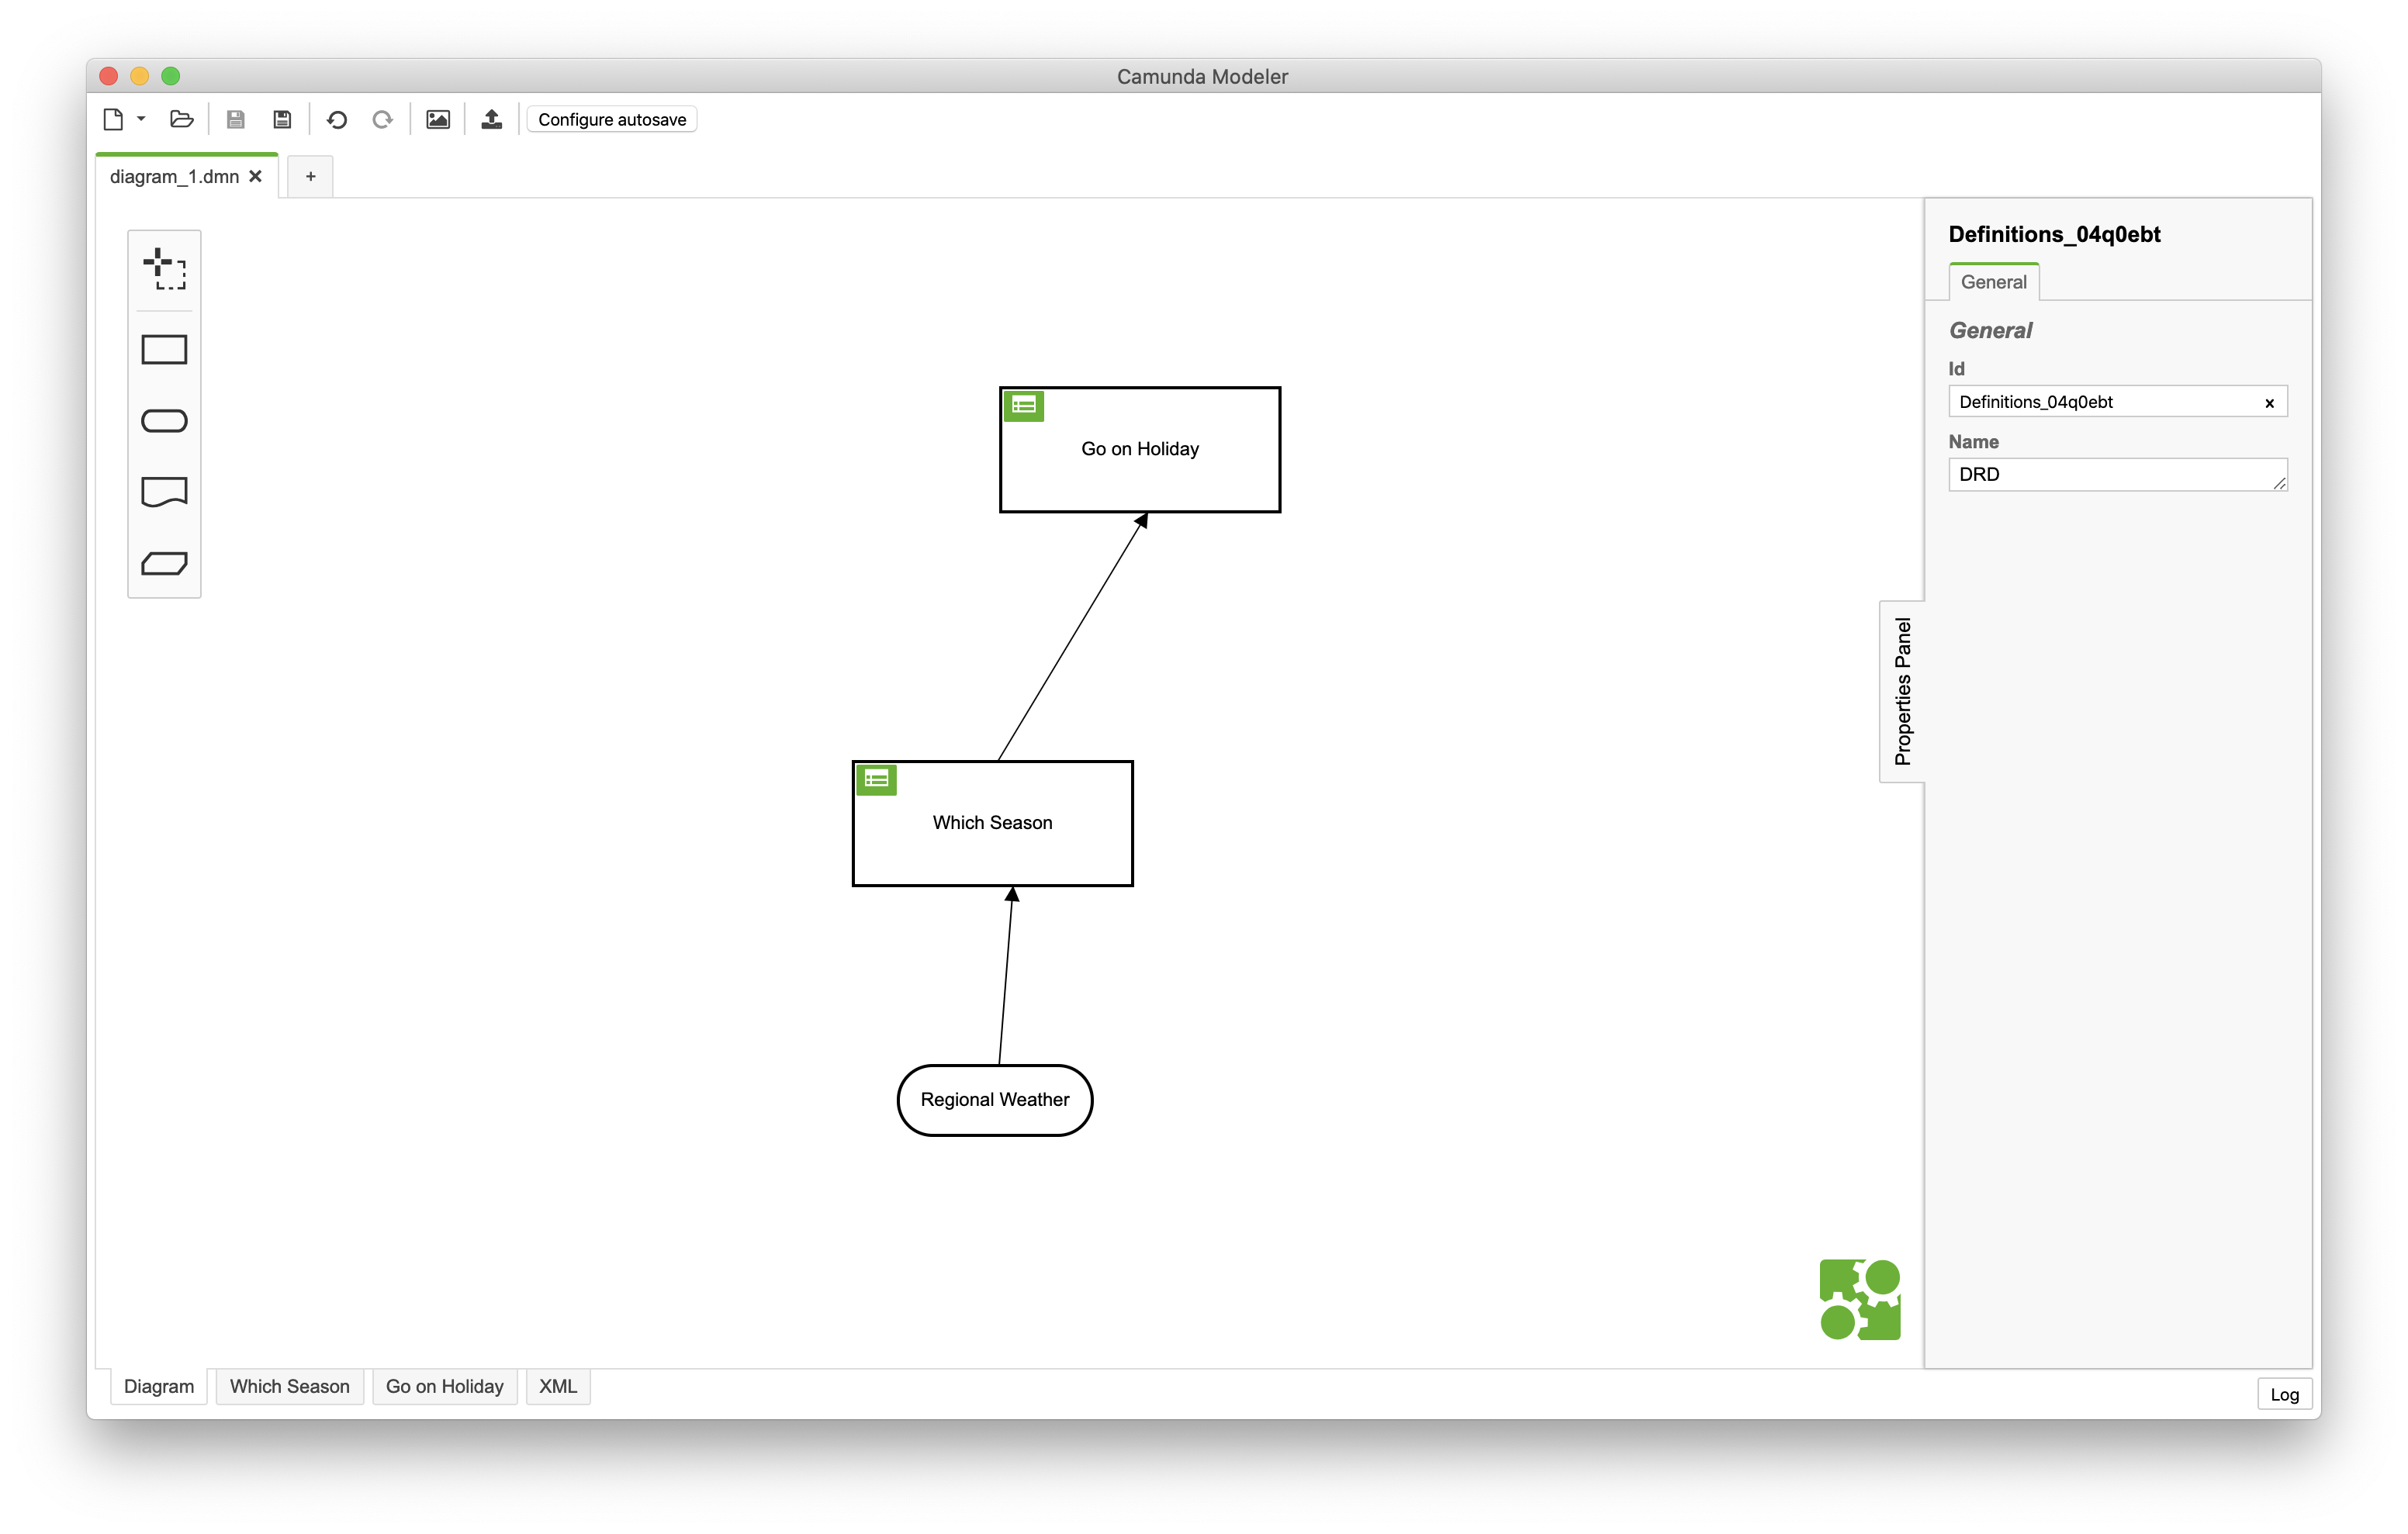 Camunda Modeler
Configure autosave
diagram_1.dmn
+
Definitions_04q0ebt
General
General
Id
Definitions_04q0ebt
Name
DRD
Go on Holiday
Properties Panel
Which Season
Regional Weather
Diagram Which Season Go on Holiday XML
Log